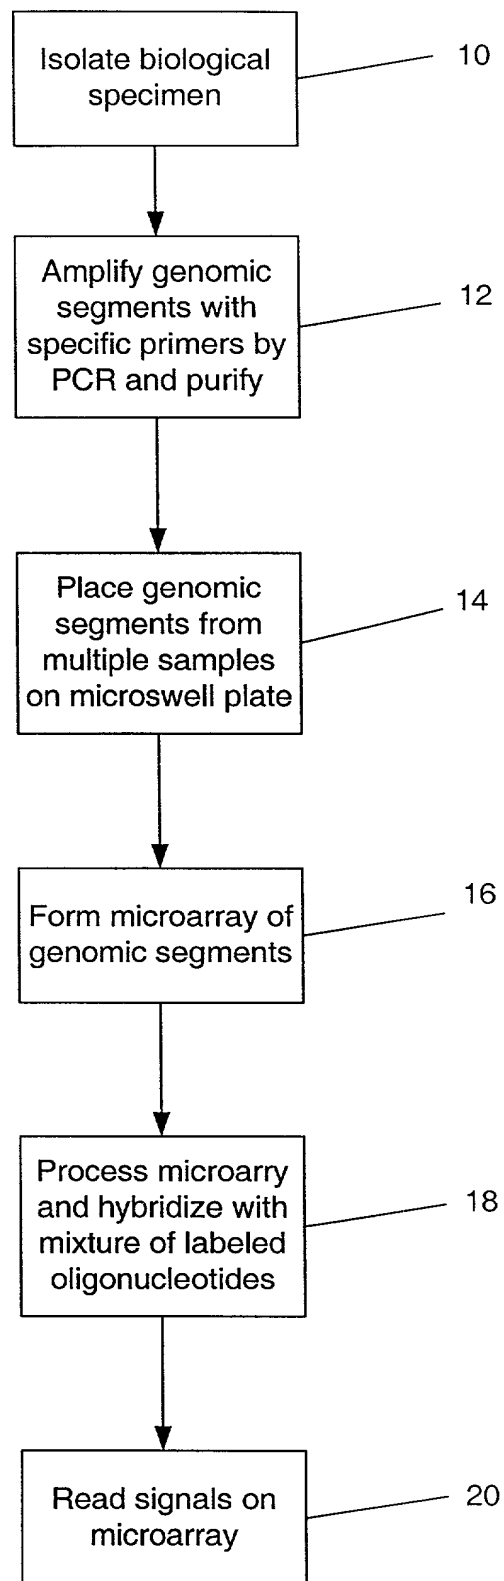 Isolate biological
specimen
10
Amplify genomic
segments with
specific primers by
PCR and purify
12
Place genomic
segments from
multiple samples
on microswell plate
14
Form microarray of
genomic segments
16
Process microarry
and hybridize with
mixture of labeled
oligonucleotides
18
Read signals on
microarray
20